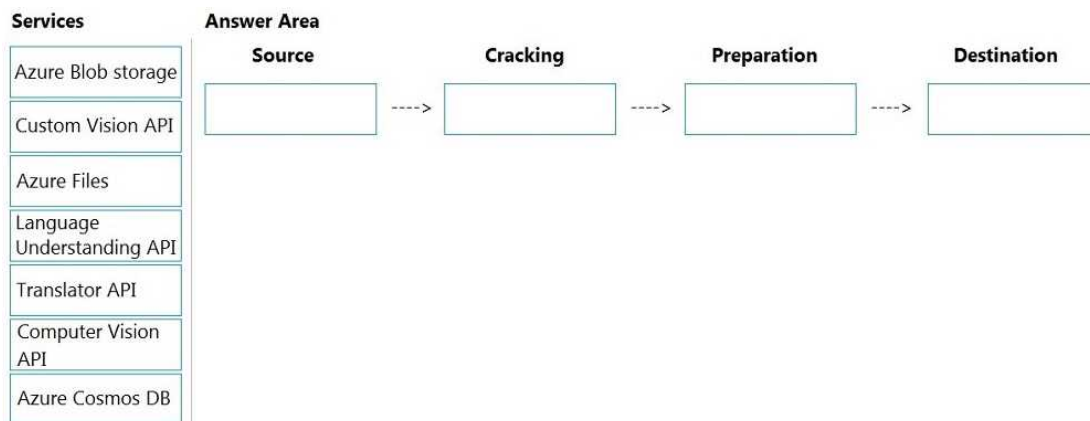 Services
Answer Area
Source
Cracking
Preparation
Destination
Azure Blob storage
Custom Vision API
Azure Files
Language
Understanding API
Translator API
Computer Vision
API
Azure Cosmos DB
---->
---->
---->